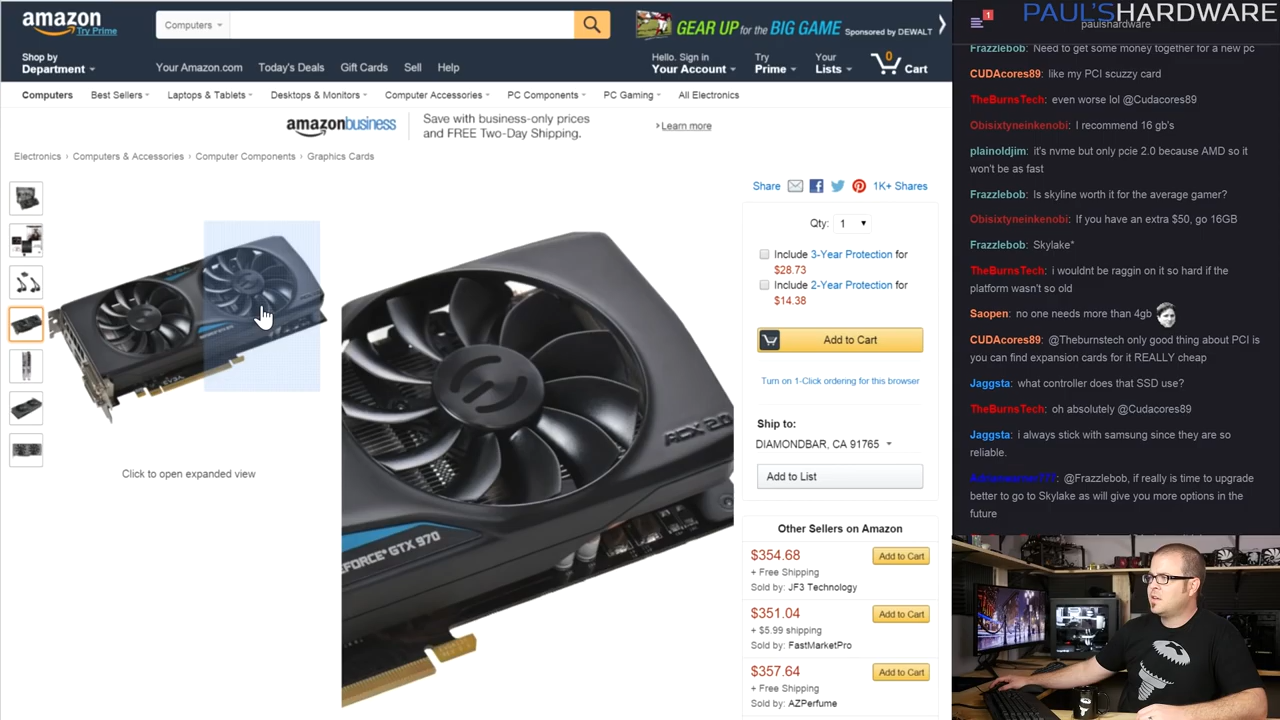 amazon
Try Prime
Computers
GEAR UP for the BIG GAME Sponsored by DEWALT
Shop by
Department
Your Amazon.com Today's Deals Gift Cards Sell Help
Hello. Sign in
Your Account
Try
Prime
Your
Lists
0
Cart
Computers Best Sellers Laptops & Tablets Desktops & Monitors Computer Accessories PC Components PC Gaming All Electronics
amazonbusiness
Save with business-only prices
and FREE Two-Day Shipping.
Learn more
Electronics › Computers & Accessories › Computer Components › Graphics Cards
Share 1K+ Shares
Qty: 1
Include 3-Year Protection for
$28.73
Include 2-Year Protection for
$14.38
Add to Cart
Turn on 1-Click ordering for this browser
Ship to:
DIAMONDBAR, CA 91765
Add to List
Click to open expanded view
ACX 2.0
GEFORCE GTX 970
Other Sellers on Amazon
$354.68
Add to Cart
+ Free Shipping
Sold by: JF3 Technology
$351.04
Add to Cart
+ $5.99 shipping
Sold by: FastMarketPro
$357.64
Add to Cart
+ Free Shipping
Sold by: AZPerfume
PAUL'SHARDWARE
1
paulshardware
Frazzlebob: Need to get some money together for a new pc
CUDAcores89: like my PCI scuzzy card
TheBurnsTech: even worse lol @Cudacores89
Obisixtyneinkenobi: I recommend 16 gb's
plainoldjim: it's nvme but only pcie 2.0 because AMD so it
won't be as fast
Frazzlebob: Is skyline worth it for the average gamer?
Obisixtyneinkenobi: If you have an extra $50, go 16GB
Frazzlebob: Skylake*
TheBurnsTech: i wouldnt be raggin on it so hard if the
platform wasn't so old
Saopen: no one needs more than 4gb
CUDAcores89: @Theburnstech only good thing about PCI is
you can find expansion cards for it REALLY cheap
Jaggsta: what controller does that SSD use?
TheBurnsTech: oh absolutely @Cudacores89
Jaggsta: i always stick with samsung since they are so
reliable.
@Frazzlebob, if really is time to upgrade
better to go to Skylake as will give you more options in the
future